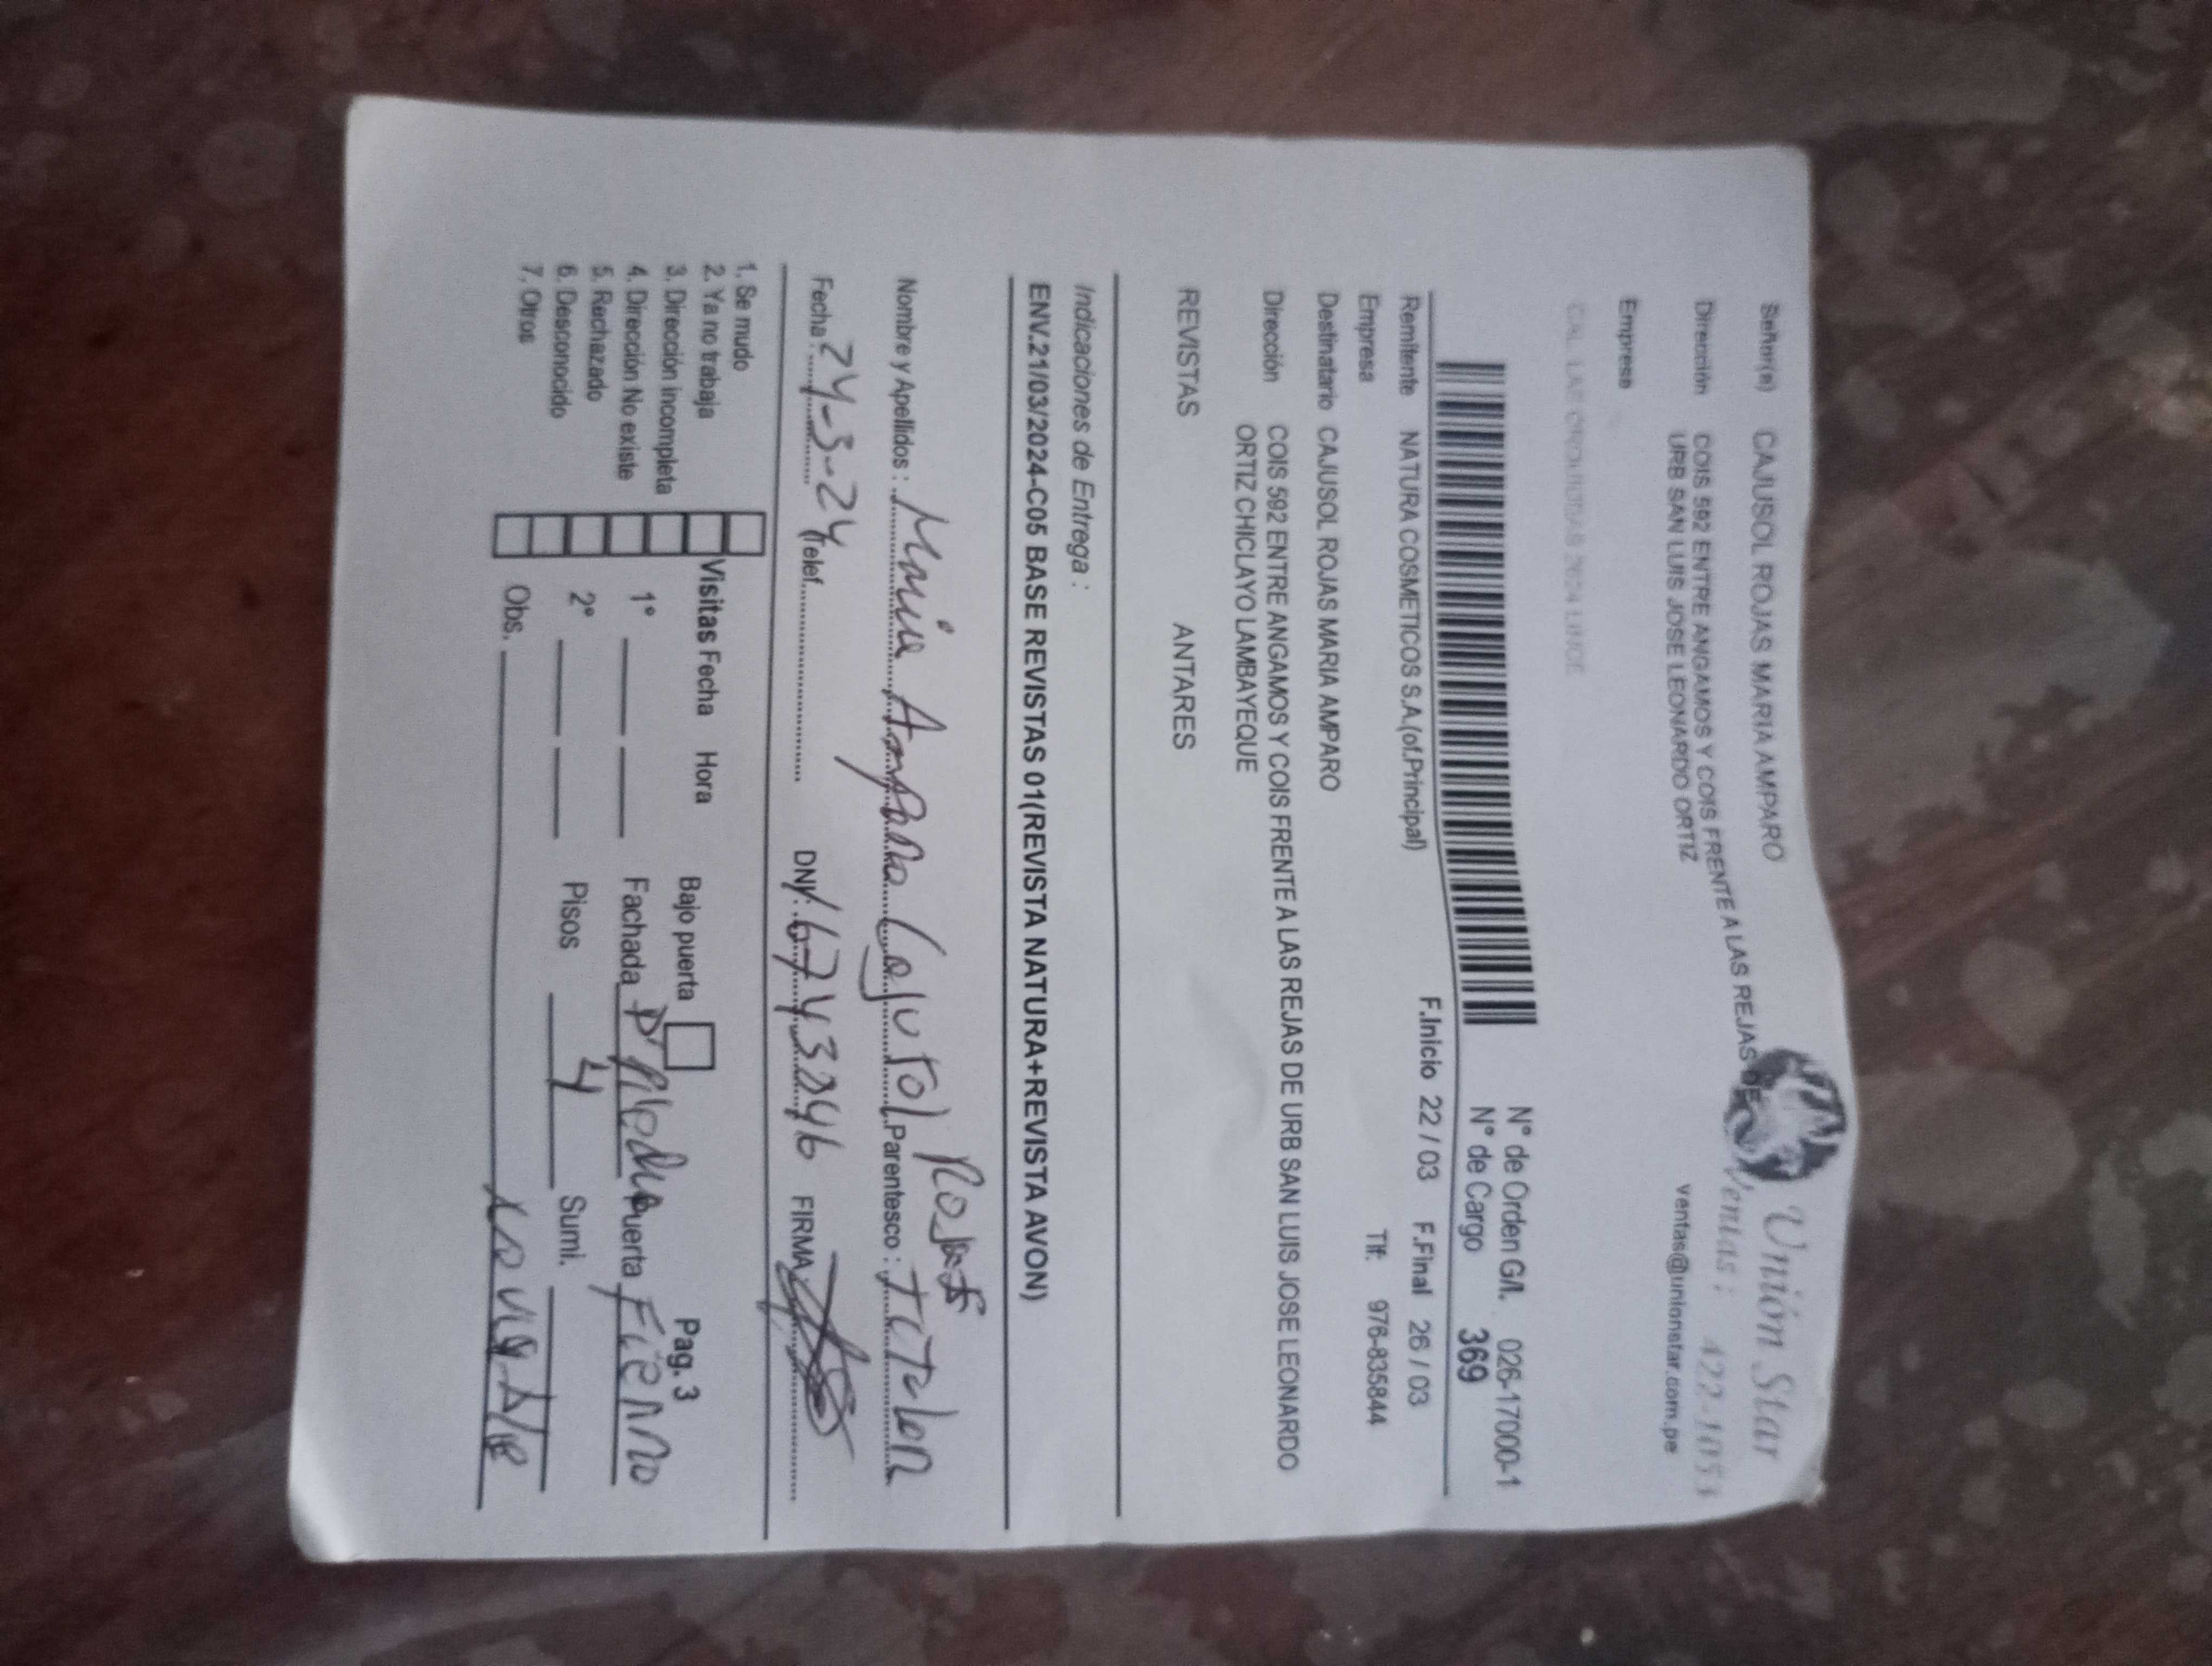 Unión Star
Ventas: 422-1053
ventas@unionstar.com.pe
Señor(a) CAJUSOL ROJAS MARIA AMPARO
Dirección COIS 592 ENTRE ANGAMOS Y COIS FRENTE A LAS REJAS DE
URB SAN LUIS JOSE LEONARDO ORTIZ
Empresa
N° de Orden G/I. 026-17000-1
N° de Cargo 369
F.Inicio 22 / 03 F.Final 26 / 03
Remitente NATURA COSMETICOS S.A.(of.Principal)
Empresa Tlf: 976-835844
Destinatario CAJUSOL ROJAS MARIA AMPARO
Dirección COIS 592 ENTRE ANGAMOS Y COIS FRENTE A LAS REJAS DE URB SAN LUIS JOSE LEONARDO
ORTIZ CHICLAYO LAMBAYEQUE
REVISTAS ANTARES
Indicaciones de Entrega :
ENV.21/03/2024-C05 BASE REVISTAS 01(REVISTA NATURA+REVISTA AVON)
Rojas
Nombre y Apellidos : Maria Amparo Cajusol Parentesco : Titular
Fecha : 24-3-24 Telef. DNI: FIRMA
1. Se mudo
2. Ya no trabaja
3. Dirección incompleta
4. Dirección No existe
5. Rechazado
6. Desconocido
7. Otros
Visitas Fecha Hora Bajo puerta Pag. 3
1° Fachada Puerta Fierro
2° Pisos 4 Sumi.
Obs.